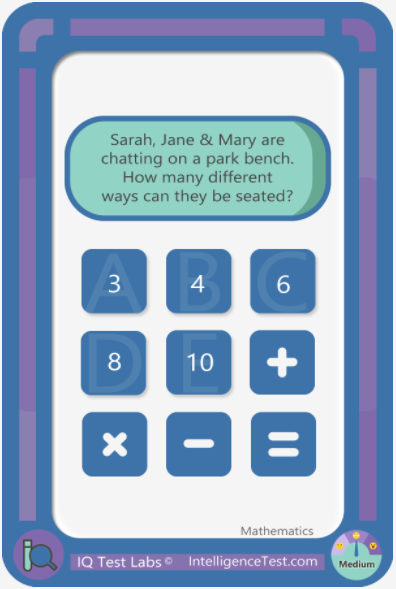 Sarah, Jane & Mary are
chatting on a park bench.
How many different
ways can they be seated?
A 3
B 4
C 6
D 8
E 10
+
× − =
Mathematics
IQ Test Labs © IntelligenceTest.com
Medium